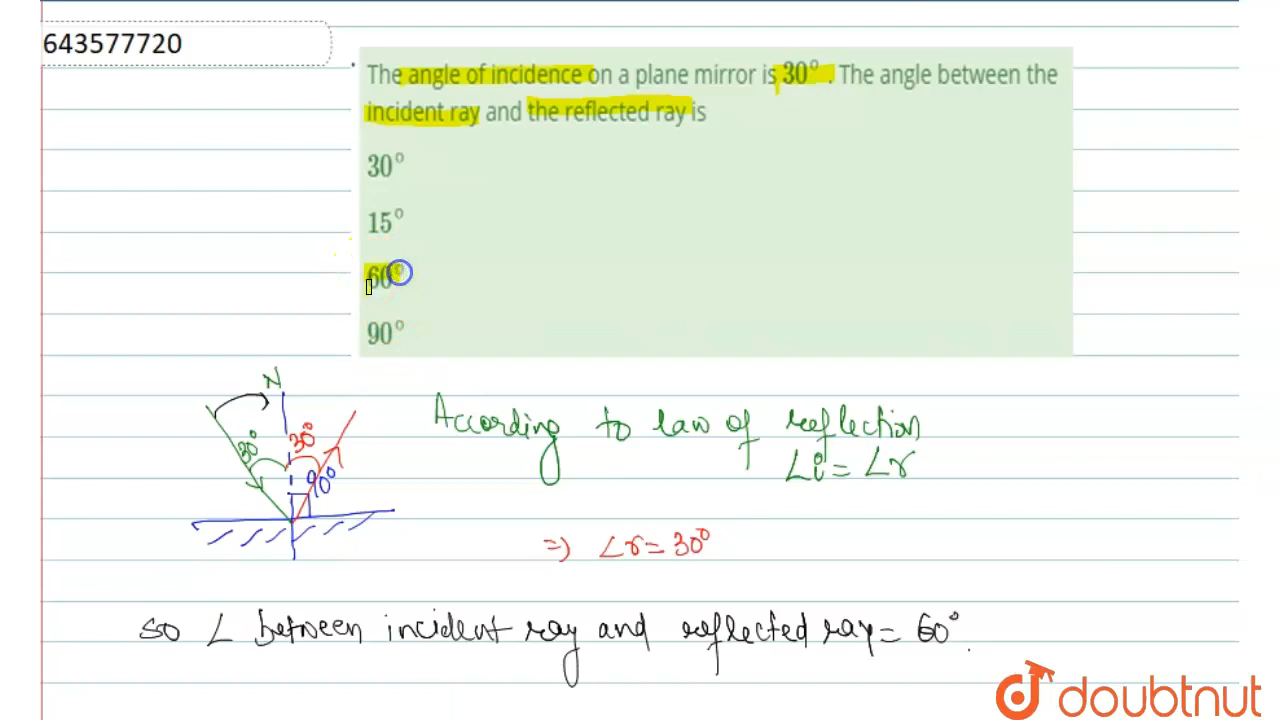 643577720
The angle of incidence on a plane mirror is 30° . The angle between the
incident ray and the reflected ray is
30°
15°
60°
90°
N
30°
30°
90°
According to law of reflection
∠i = ∠r
⇒ ∠r = 30°
so ∠ between incident ray and reflected ray = 60°.
doubtnut